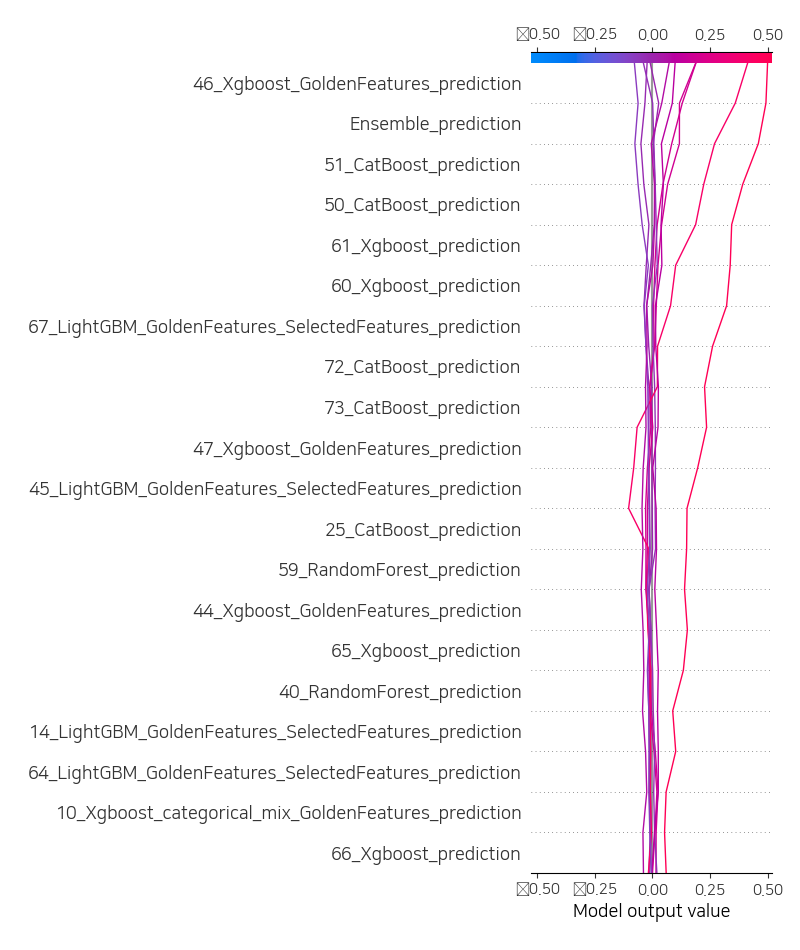 ▯0.50 ▯0.25 0.00 0.25 0.50
46_Xgboost_GoldenFeatures_prediction
Ensemble_prediction
51_CatBoost_prediction
50_CatBoost_prediction
61_Xgboost_prediction
60_Xgboost_prediction
67_LightGBM_GoldenFeatures_SelectedFeatures_prediction
72_CatBoost_prediction
73_CatBoost_prediction
47_Xgboost_GoldenFeatures_prediction
45_LightGBM_GoldenFeatures_SelectedFeatures_prediction
25_CatBoost_prediction
59_RandomForest_prediction
44_Xgboost_GoldenFeatures_prediction
65_Xgboost_prediction
40_RandomForest_prediction
14_LightGBM_GoldenFeatures_SelectedFeatures_prediction
64_LightGBM_GoldenFeatures_SelectedFeatures_prediction
10_Xgboost_categorical_mix_GoldenFeatures_prediction
66_Xgboost_prediction
▯0.50 ▯0.25 0.00 0.25 0.50
Model output value